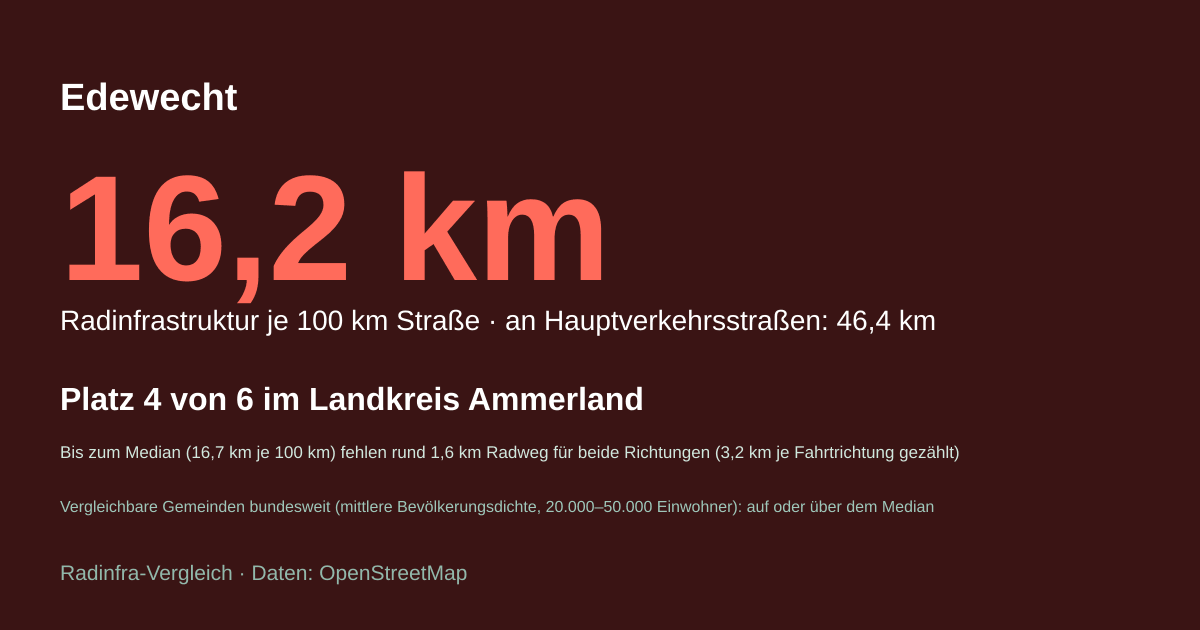 Edewecht
16,2 km
Radinfrastruktur je 100 km Straße · an Hauptverkehrsstraßen: 46,4 km
Platz 4 von 6 im Landkreis Ammerland
Bis zum Median (16,7 km je 100 km) fehlen rund 1,6 km Radweg für beide Richtungen (3,2 km je Fahrtrichtung gezählt)
Vergleichbare Gemeinden bundesweit (mittlere Bevölkerungsdichte, 20.000–50.000 Einwohner): auf oder über dem Median
Radinfra-Vergleich · Daten: OpenStreetMap